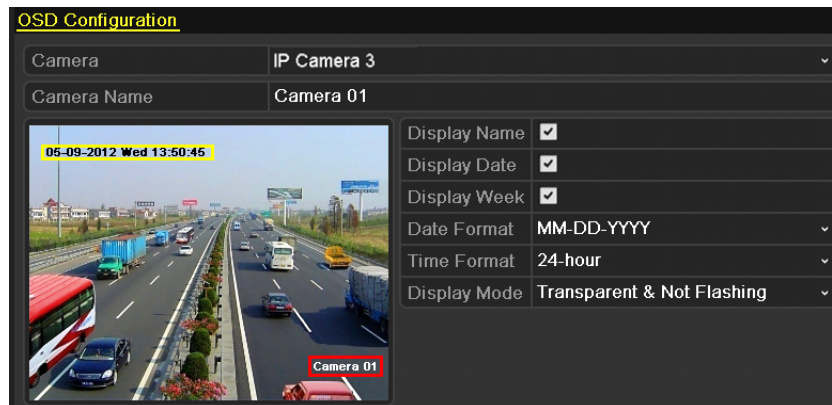 OSD Configuration
Camera IP Camera 3
Camera Name Camera 01
05-09-2012 Wed 13:50:45
Camera 01
Display Name
Display Date
Display Week
Date Format MM-DD-YYYY
Time Format 24-hour
Display Mode Transparent & Not Flashing